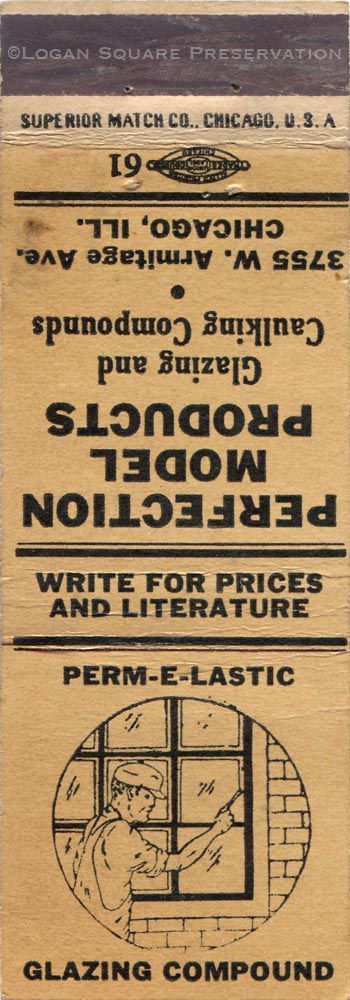 ©Logan Square Preservation
SUPERIOR MATCH CO., CHICAGO, U.S.A
PERFECTION
MODEL
PRODUCTS
Glazing and
Caulking Compounds
•
3755 W. Armitage Ave.
CHICAGO, ILL.
61
WRITE FOR PRICES
AND LITERATURE
PERM-E-LASTIC
GLAZING COMPOUND